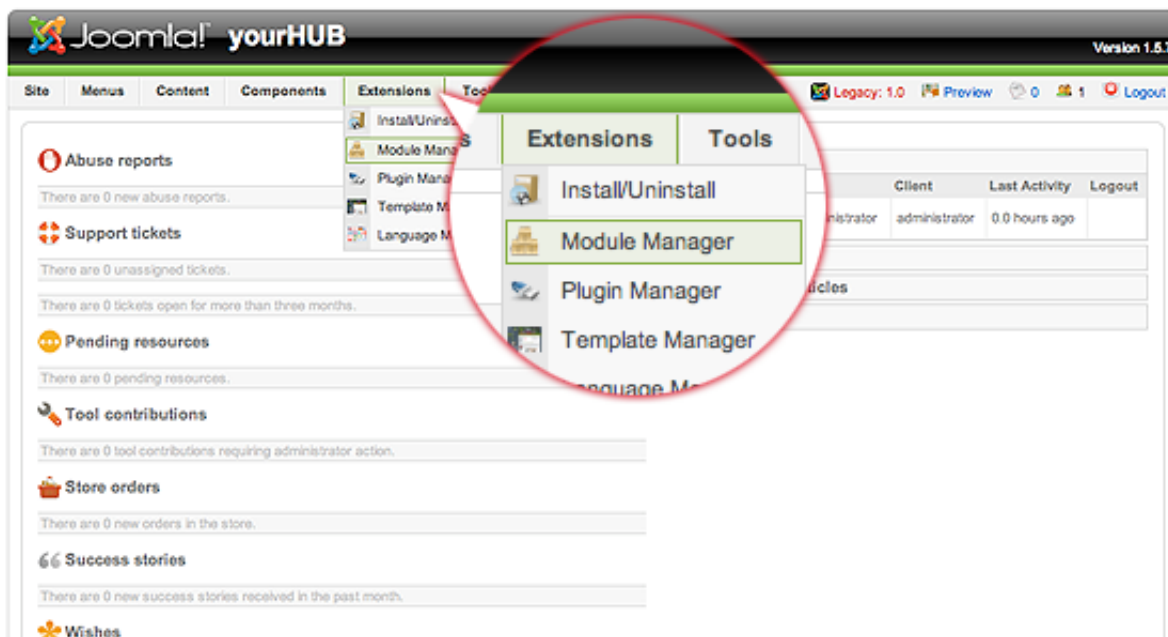 Joomla! yourHUB
Version 1.5.
Site Menus Content Components Extensions Too
Legacy: 1.0 Preview 0 1 Logout
Install/Uninst
Module Mana
Plugin Mana
Template M
Language M
Extensions Tools
Install/Uninstall
Module Manager
Plugin Manager
Template Manager
Language Ma
Abuse reports
There are 0 new abuse reports.
Support tickets
There are 0 unassigned tickets.
There are 0 tickets open for more than three months.
Pending resources
There are 0 pending resources.
Tool contributions
There are 0 tool contributions requiring administrator action.
Store orders
There are 0 new orders in the store.
Success stories
There are 0 new success stories received in the past month.
Wishes
Client Last Activity Logout
nistrator administrator 0.0 hours ago
icles